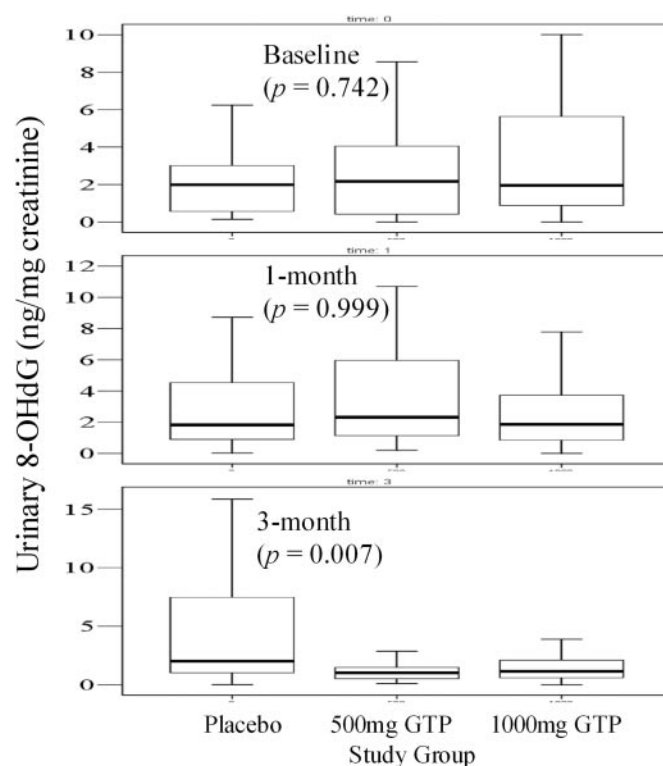 time: 0
Urinary 8-OHdG (ng/mg creatinine)
10
8
6
4
2
0
Baseline
(p = 0.742)
time: 1
12
10
8
6
4
2
0
1-month
(p = 0.999)
time: 3
15
10
5
0
3-month
(p = 0.007)
Placebo 500mg GTP 1000mg GTP
Study Group